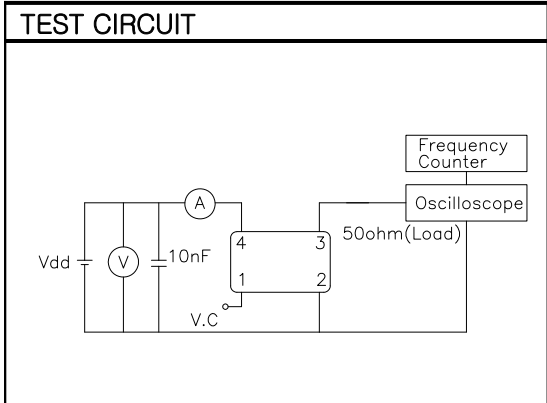 TEST CIRCUIT
Frequency
Counter
Oscilloscope
A
50ohm(Load)
4
3
Vdd
V
10nF
1
2
V.C